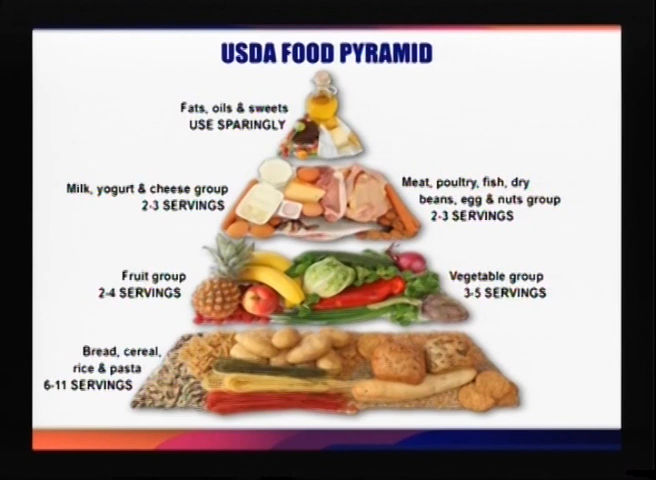 USDA FOOD PYRAMID
Fats, oils & sweets
USE SPARINGLY
Milk, yogurt & cheese group
2-3 SERVINGS
Meat, poultry, fish, dry
beans, egg & nuts group
2-3 SERVINGS
Fruit group
2-4 SERVINGS
Vegetable group
3-5 SERVINGS
Bread, cereal,
rice & pasta
6-11 SERVINGS